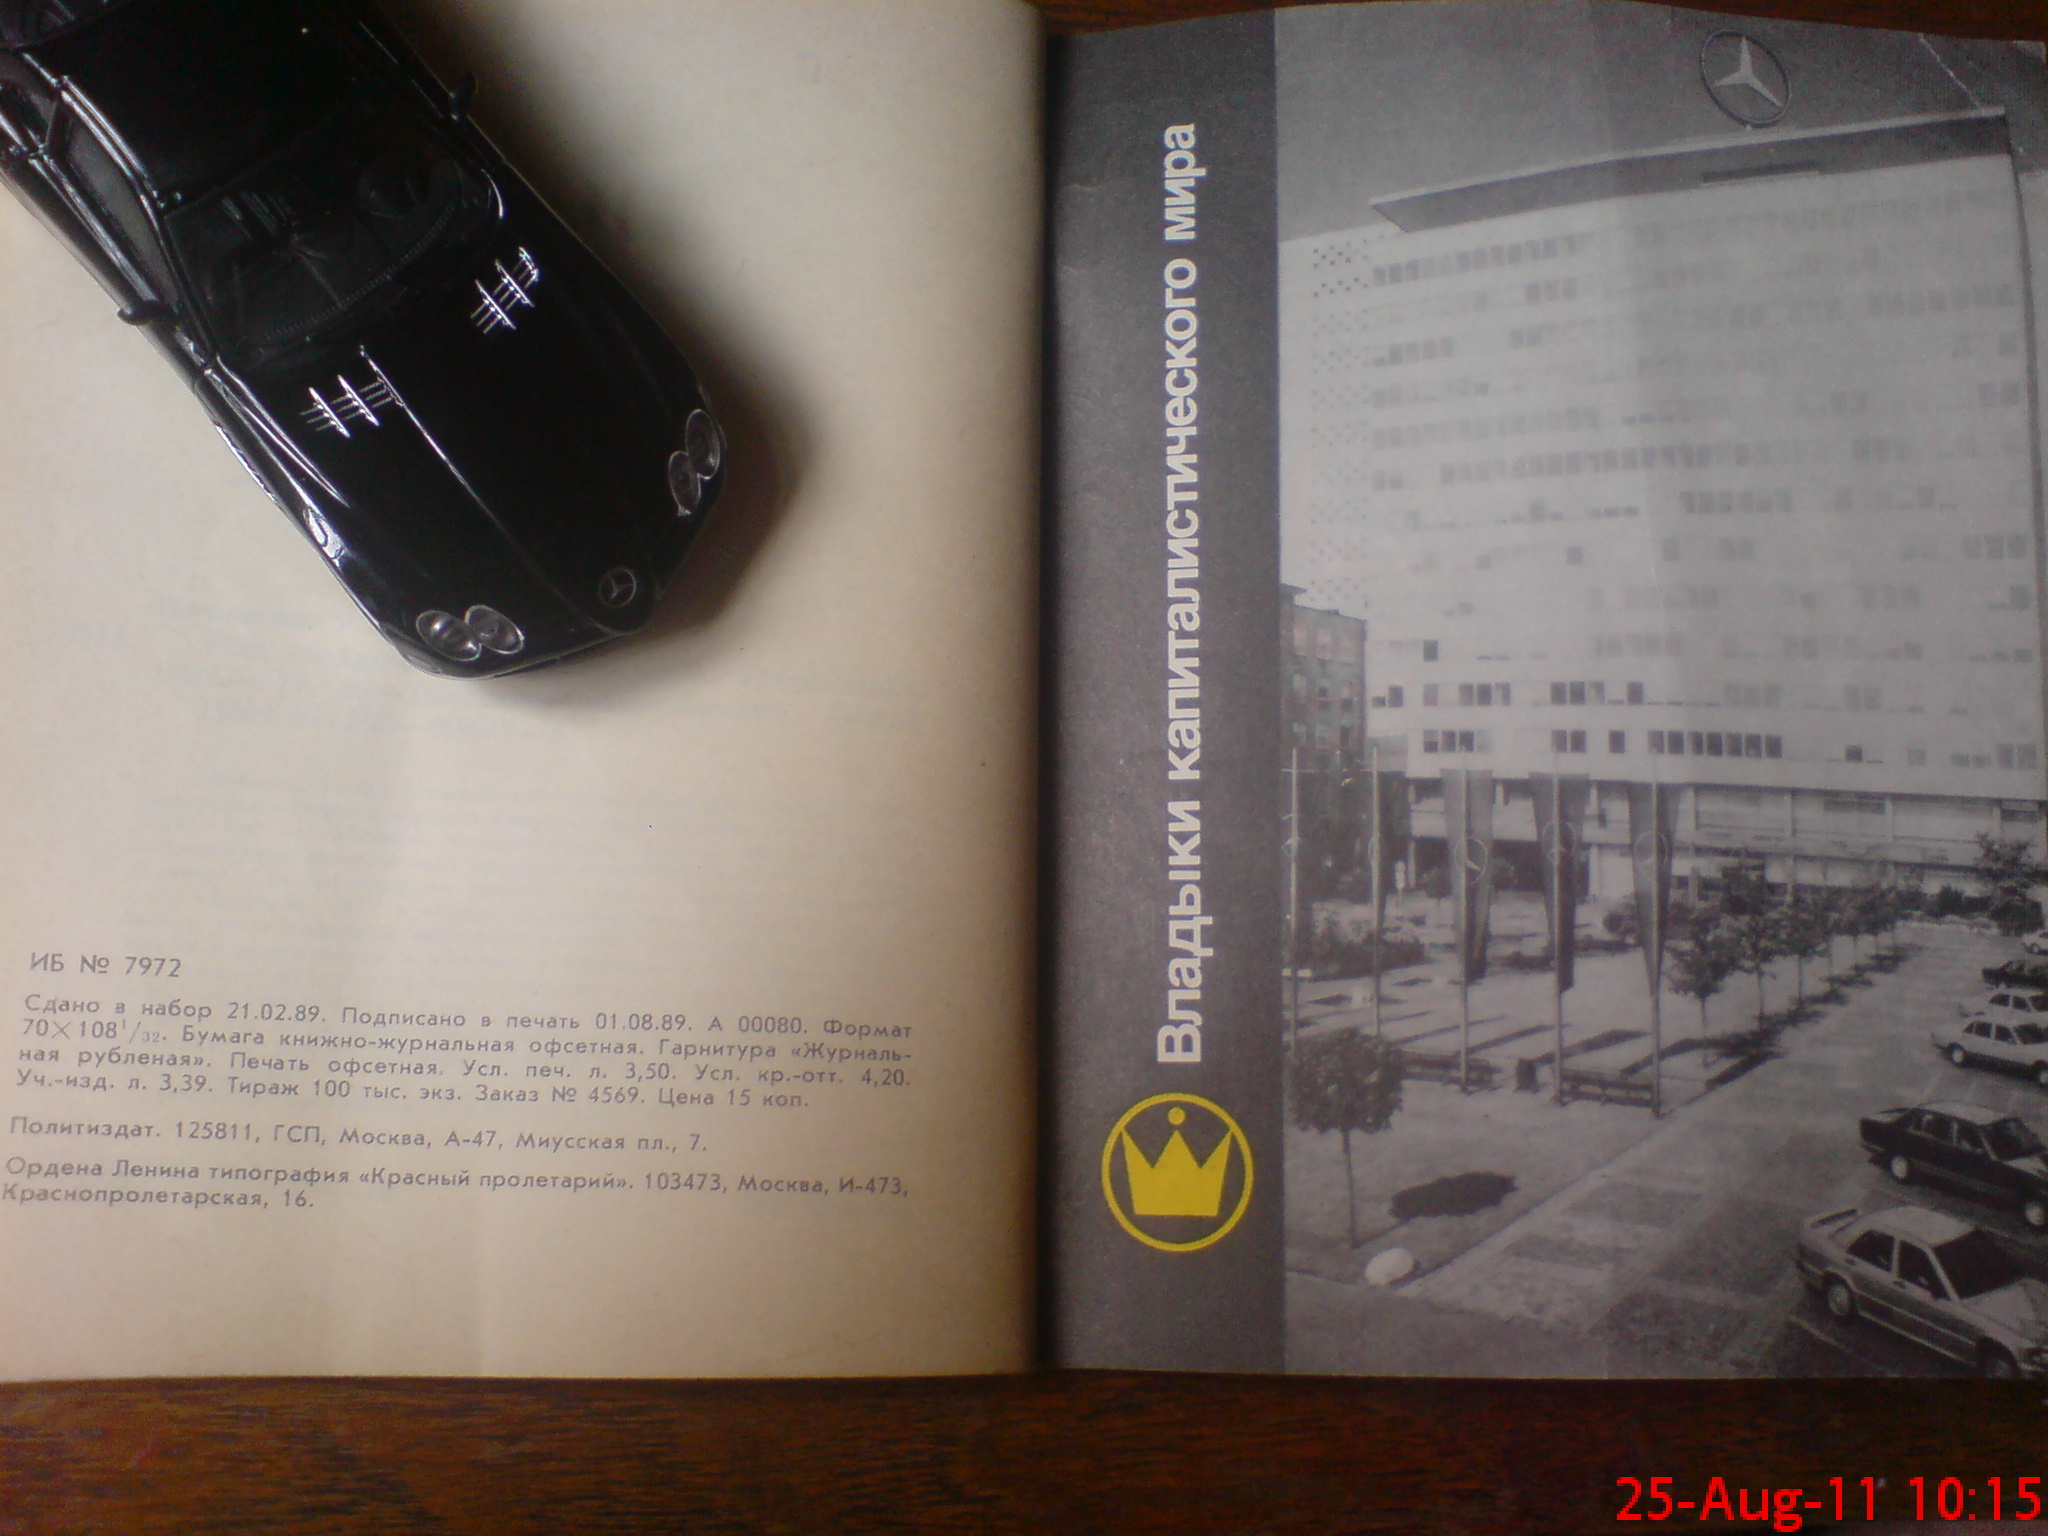 ИБ № 7972
Сдано в набор 21.02.89. Подписано в печать 01.08.89. А 00080. Формат
70×108¹/₃₂. Бумага книжно-журнальная офсетная. Гарнитура «Журналь-
ная рубленая». Печать офсетная. Усл. печ. л. 3,50. Усл. кр.-отт. 4,20.
Уч.-изд. л. 3,39. Тираж 100 тыс. экз. Заказ № 4569. Цена 15 коп.
Политиздат. 125811, ГСП, Москва, А-47, Миусская пл., 7.
Ордена Ленина типография «Красный пролетарий». 103473, Москва, И-473,
Краснопролетарская, 16.
Владыки капиталистического мира
25-Aug-11 10:15